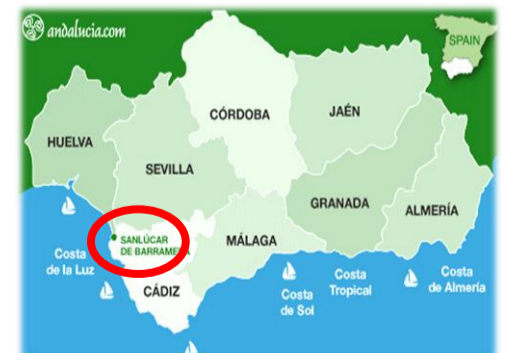 andalucia.com
SPAIN
CÓRDOBA
JAÉN
HUELVA
SEVILLA
GRANADA
ALMERÍA
SANLÚCAR
DE BARRAMEDA
MÁLAGA
Costa
de la Luz
CÁDIZ
Costa
de Sol
Costa
Tropical
Costa
de Almería